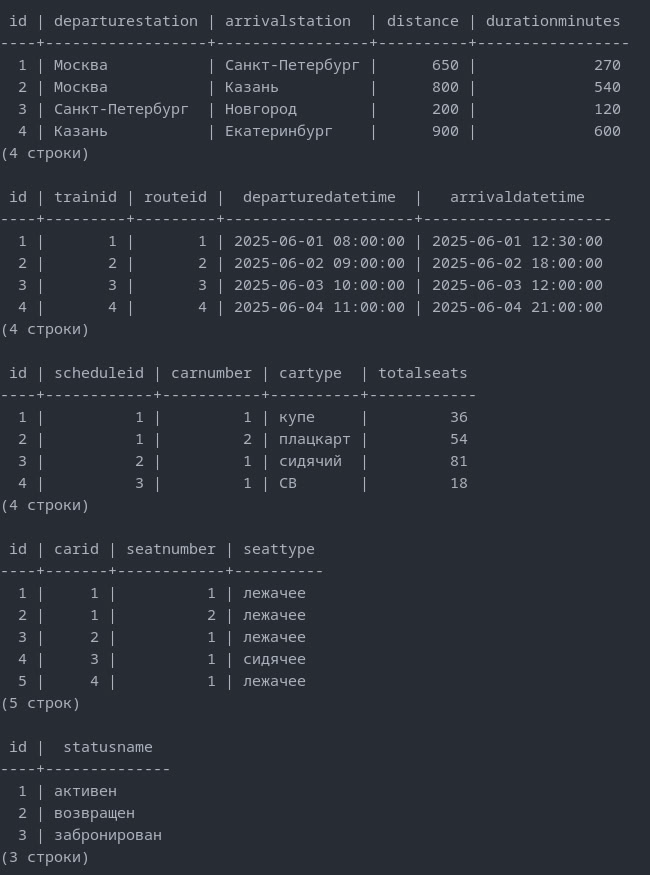 id | departurestation | arrivalstation  | distance | durationminutes
----+------------------+-----------------+----------+-----------------
  1 | Москва           | Санкт-Петербург |      650 |             270
  2 | Москва           | Казань          |      800 |             540
  3 | Санкт-Петербург  | Новгород        |      200 |             120
  4 | Казань           | Екатеринбург    |      900 |             600
(4 строки)

 id | trainid | routeid |  departuredatetime  |   arrivaldatetime
----+---------+---------+---------------------+---------------------
  1 |       1 |       1 | 2025-06-01 08:00:00 | 2025-06-01 12:30:00
  2 |       2 |       2 | 2025-06-02 09:00:00 | 2025-06-02 18:00:00
  3 |       3 |       3 | 2025-06-03 10:00:00 | 2025-06-03 12:00:00
  4 |       4 |       4 | 2025-06-04 11:00:00 | 2025-06-04 21:00:00
(4 строки)

 id | scheduleid | carnumber | cartype  | totalseats
----+------------+-----------+----------+------------
  1 |          1 |         1 | купе     |         36
  2 |          1 |         2 | плацкарт |         54
  3 |          2 |         1 | сидячий  |         81
  4 |          3 |         1 | СВ       |         18
(4 строки)

 id | carid | seatnumber | seattype
----+-------+------------+----------
  1 |     1 |          1 | лежачее
  2 |     1 |          2 | лежачее
  3 |     2 |          1 | лежачее
  4 |     3 |          1 | сидячее
  5 |     4 |          1 | лежачее
(5 строк)

 id |  statusname
----+--------------
  1 | активен
  2 | возвращен
  3 | забронирован
(3 строки)